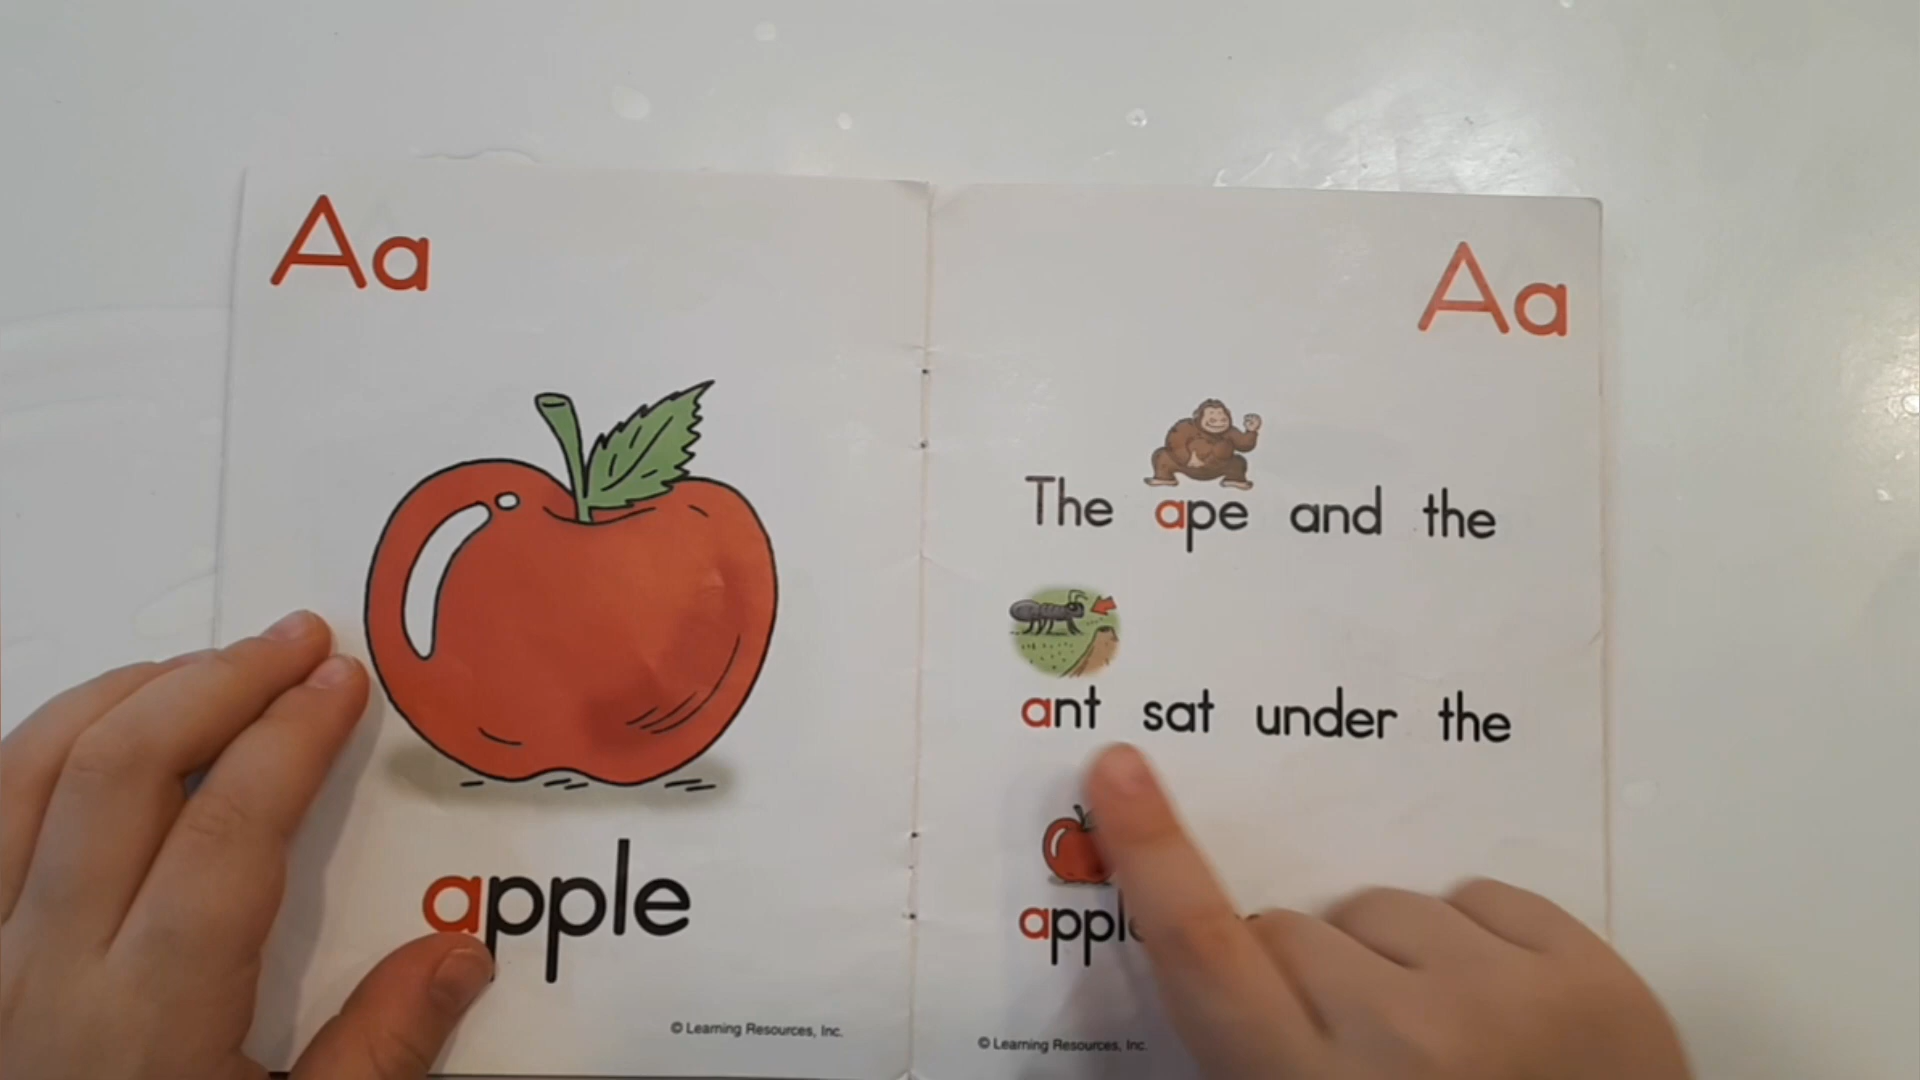 Aa
apple
© Learning Resources, Inc.
Aa
The ape and the
ant sat under the
© Learning Resources, Inc.